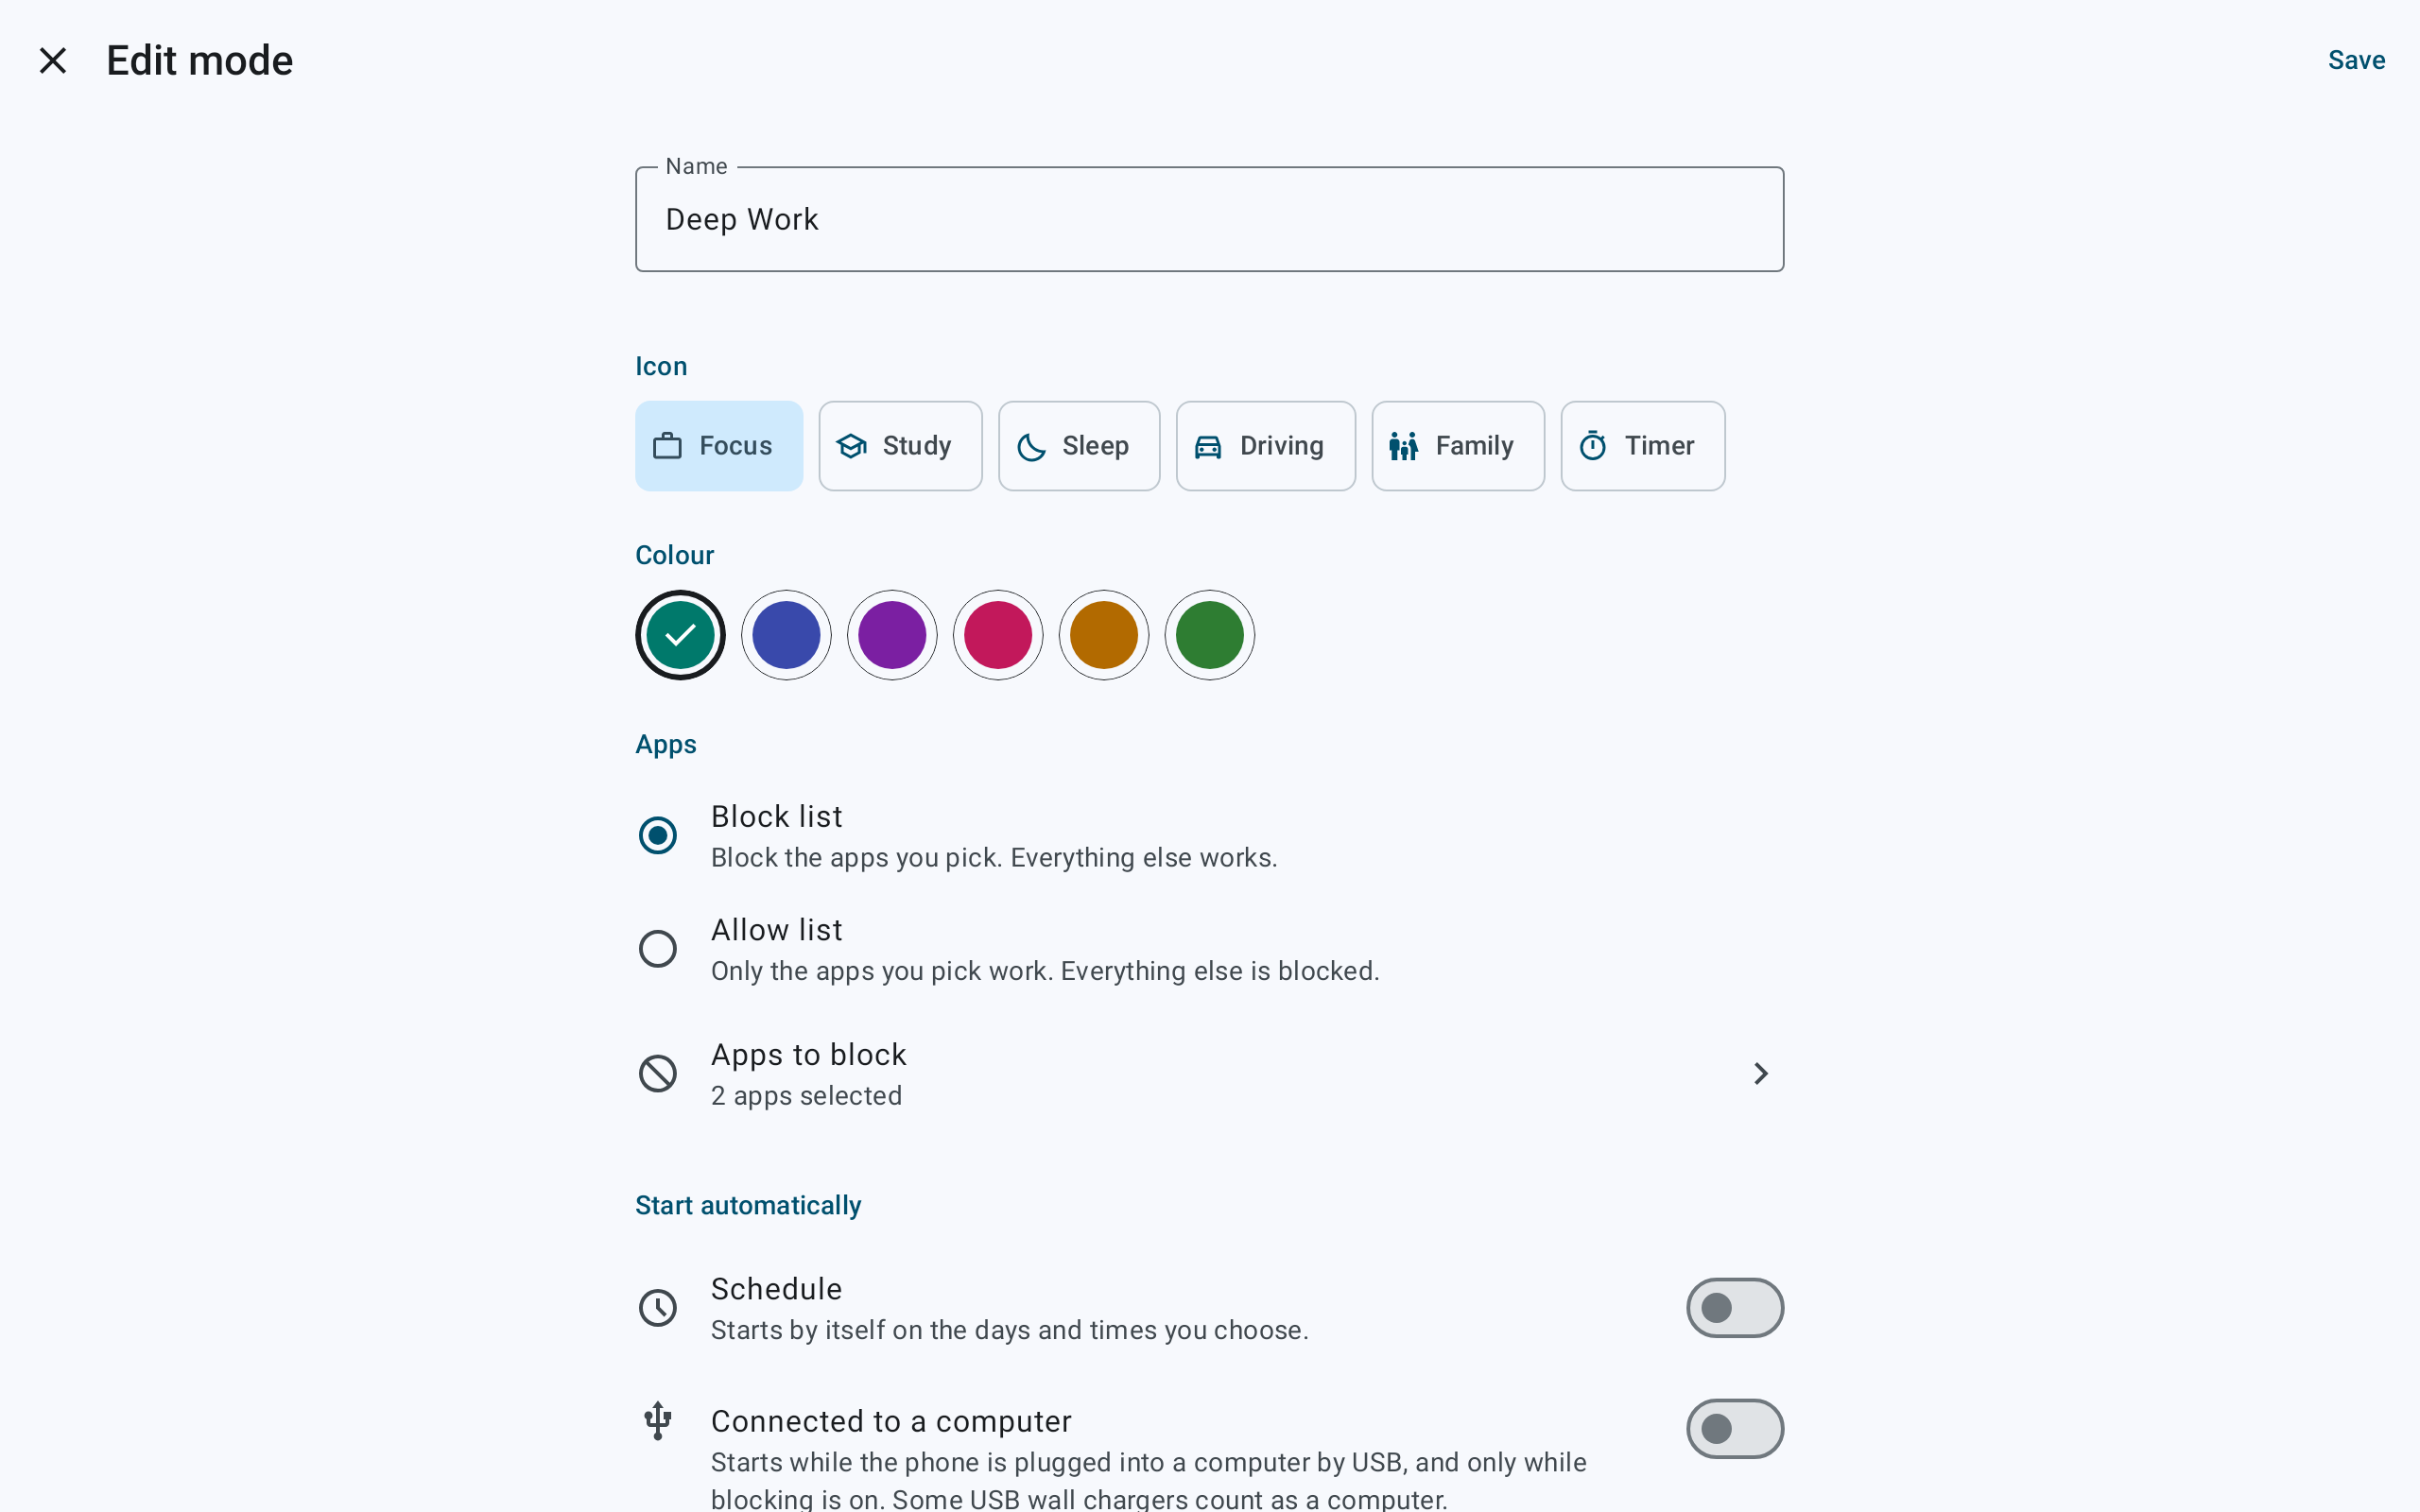 Edit mode
Save
Name
Deep Work
Icon
Focus
Study
Sleep
Driving
Family
Timer
Colour
Apps
Block list
Block the apps you pick. Everything else works.
Allow list
Only the apps you pick work. Everything else is blocked.
Apps to block
2 apps selected
Start automatically
Schedule
Starts by itself on the days and times you choose.
Connected to a computer
Starts while the phone is plugged into a computer by USB, and only while
blocking is on. Some USB wall chargers count as a computer.